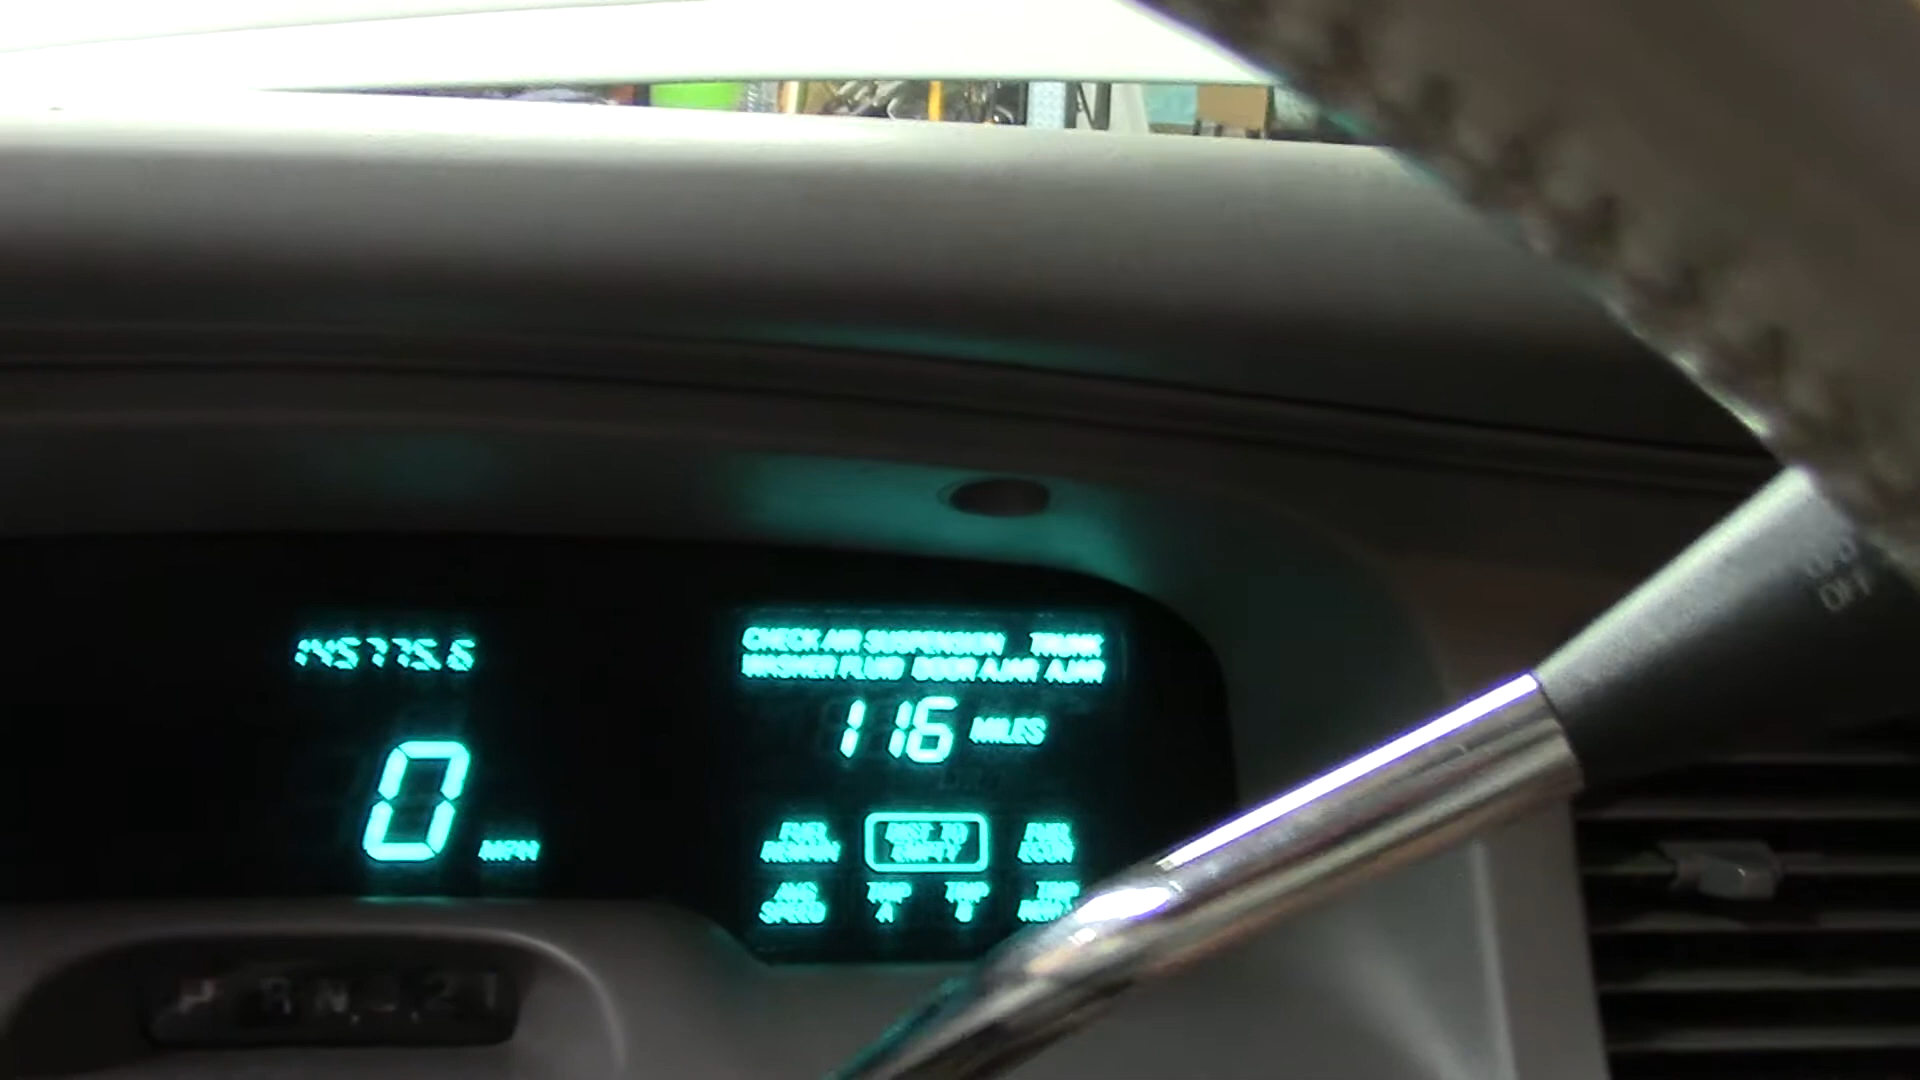 145775.6
CHECK AIR SUSPENSION TRUNK
WASHER FLUID DOOR AJAR AJAR
116 MILES
0 MPH
FUEL REMAIN
DIST TO EMPTY
FUEL ECON
AVG SPEED
TRIP A
TRIP B
TRIP
P R N 2 1
OFF